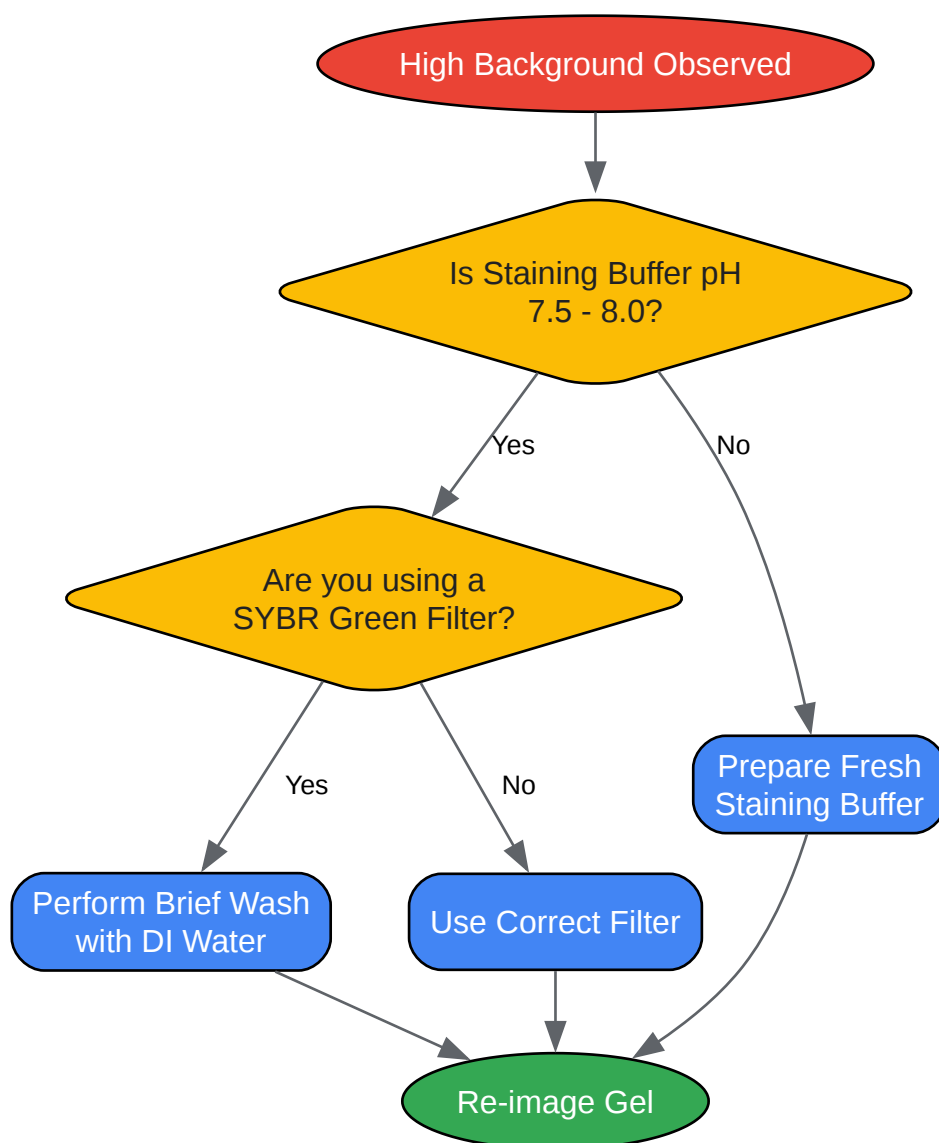 High Background Observed
Is Staining Buffer pH
7.5 - 8.0?
Yes
No
Are you using a
SYBR Green Filter?
Yes
No
Prepare Fresh
Staining Buffer
Perform Brief Wash
with DI Water
Use Correct Filter
Re-image Gel